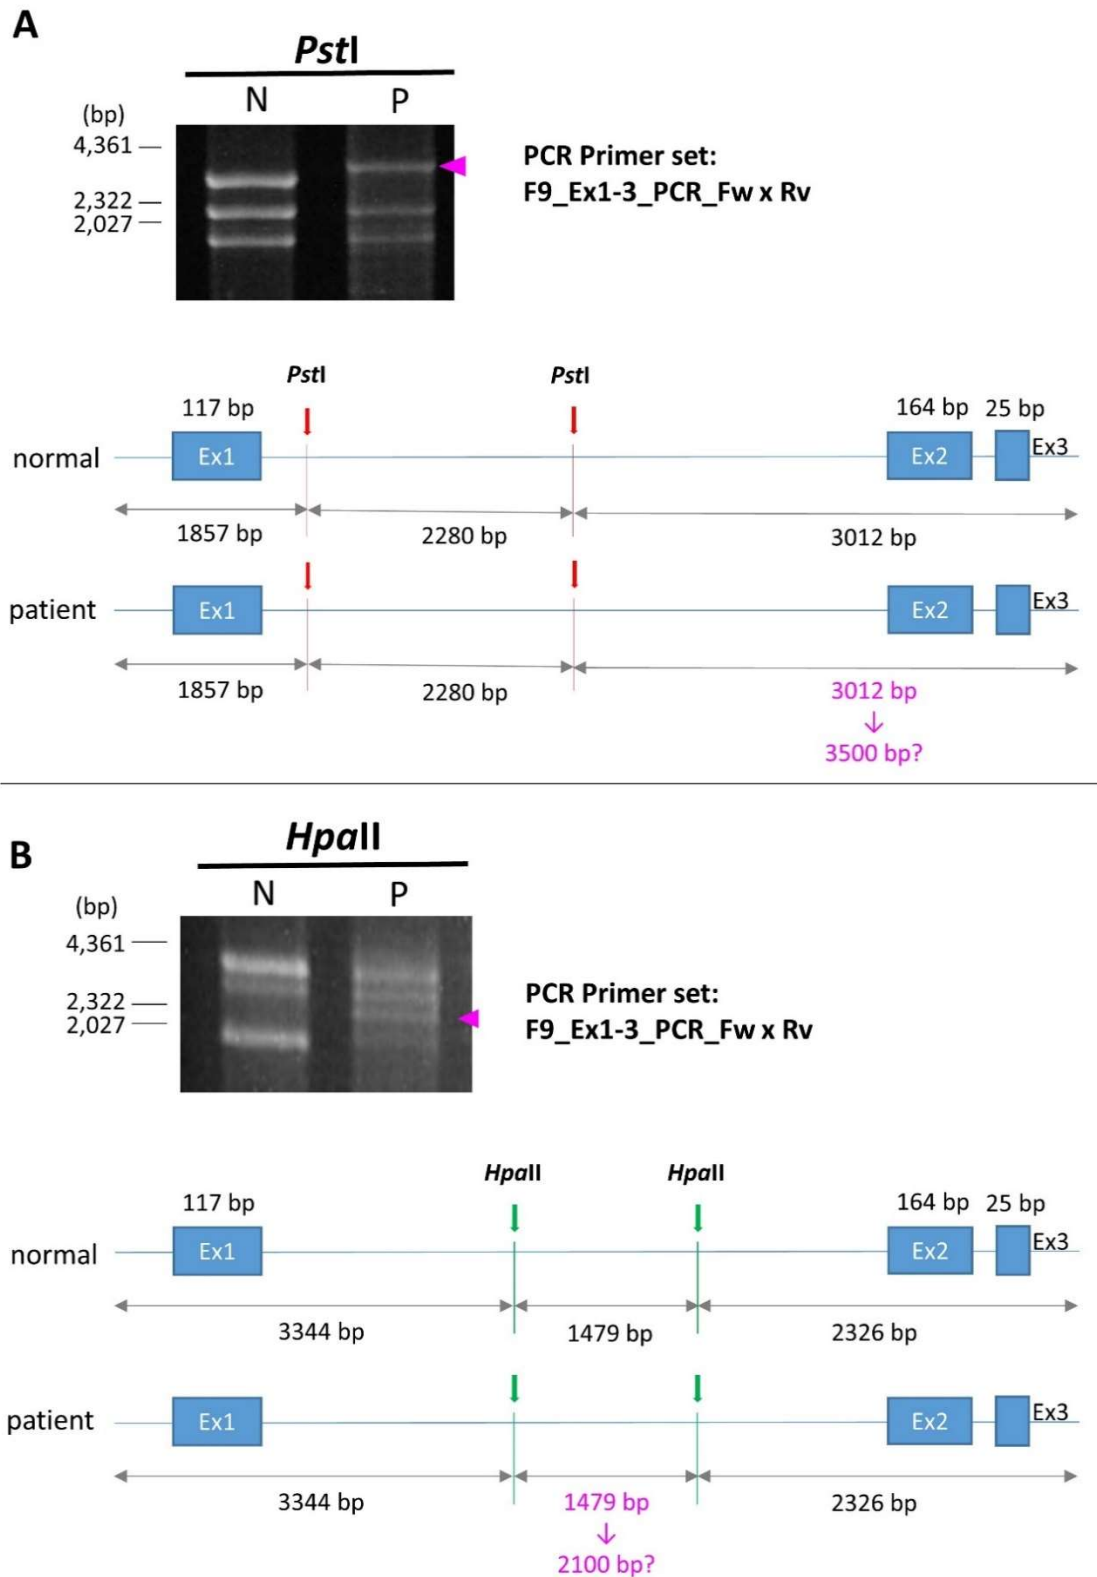 A
PstI
N P
(bp)
4,361
2,322
2,027
PCR Primer set:
F9_Ex1-3_PCR_Fw x Rv
PstI PstI
117 bp 164 bp 25 bp
normal Ex1 Ex2 Ex3
1857 bp 2280 bp 3012 bp
patient Ex1 Ex2 Ex3
1857 bp 2280 bp 3012 bp
↓
3500 bp?
B
HpaII
N P
(bp)
4,361
2,322
2,027
PCR Primer set:
F9_Ex1-3_PCR_Fw x Rv
HpaII HpaII
117 bp 164 bp 25 bp
normal Ex1 Ex2 Ex3
3344 bp 1479 bp 2326 bp
patient Ex1 Ex2 Ex3
3344 bp 1479 bp 2326 bp
↓
2100 bp?